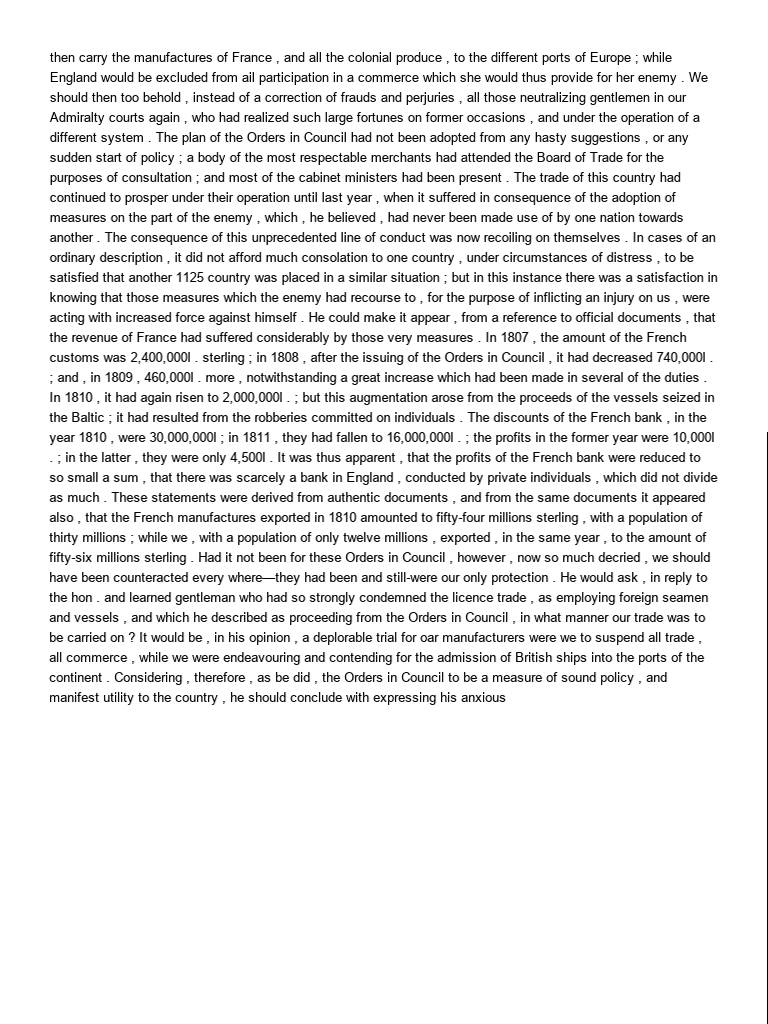 then carry the manufactures of France , and all the colonial produce , to the different ports of Europe ; while
England would be excluded from ail participation in a commerce which she would thus provide for her enemy . We
should then too behold , instead of a correction of frauds and perjuries , all those neutralizing gentlemen in our
Admiralty courts again , who had realized such large fortunes on former occasions , and under the operation of a
different system . The plan of the Orders in Council had not been adopted from any hasty suggestions , or any
sudden start of policy ; a body of the most respectable merchants had attended the Board of Trade for the
purposes of consultation ; and most of the cabinet ministers had been present . The trade of this country had
continued to prosper under their operation until last year , when it suffered in consequence of the adoption of
measures on the part of the enemy , which , he believed , had never been made use of by one nation towards
another . The consequence of this unprecedented line of conduct was now recoiling on themselves . In cases of an
ordinary description , it did not afford much consolation to one country , under circumstances of distress , to be
satisfied that another 1125 country was placed in a similar situation ; but in this instance there was a satisfaction in
knowing that those measures which the enemy had recourse to , for the purpose of inflicting an injury on us , were
acting with increased force against himself . He could make it appear , from a reference to official documents , that
the revenue of France had suffered considerably by those very measures . In 1807 , the amount of the French
customs was 2,400,000l . sterling ; in 1808 , after the issuing of the Orders in Council , it had decreased 740,000l .
; and , in 1809 , 460,000l . more , notwithstanding a great increase which had been made in several of the duties .
In 1810 , it had again risen to 2,000,000l . ; but this augmentation arose from the proceeds of the vessels seized in
the Baltic ; it had resulted from the robberies committed on individuals . The discounts of the French bank , in the
year 1810 , were 30,000,000l ; in 1811 , they had fallen to 16,000,000l . ; the profits in the former year were 10,000l
. ; in the latter , they were only 4,500l . It was thus apparent , that the profits of the French bank were reduced to
so small a sum , that there was scarcely a bank in England , conducted by private individuals , which did not divide
as much . These statements were derived from authentic documents , and from the same documents it appeared
also , that the French manufactures exported in 1810 amounted to fifty-four millions sterling , with a population of
thirty millions ; while we , with a population of only twelve millions , exported , in the same year , to the amount of
fifty-six millions sterling . Had it not been for these Orders in Council , however , now so much decried , we should
have been counteracted every where—they had been and still-were our only protection . He would ask , in reply to
the hon . and learned gentleman who had so strongly condemned the licence trade , as employing foreign seamen
and vessels , and which he described as proceeding from the Orders in Council , in what manner our trade was to
be carried on ? It would be , in his opinion , a deplorable trial for oar manufacturers were we to suspend all trade ,
all commerce , while we were endeavouring and contending for the admission of British ships into the ports of the
continent . Considering , therefore , as be did , the Orders in Council to be a measure of sound policy , and
manifest utility to the country , he should conclude with expressing his anxious